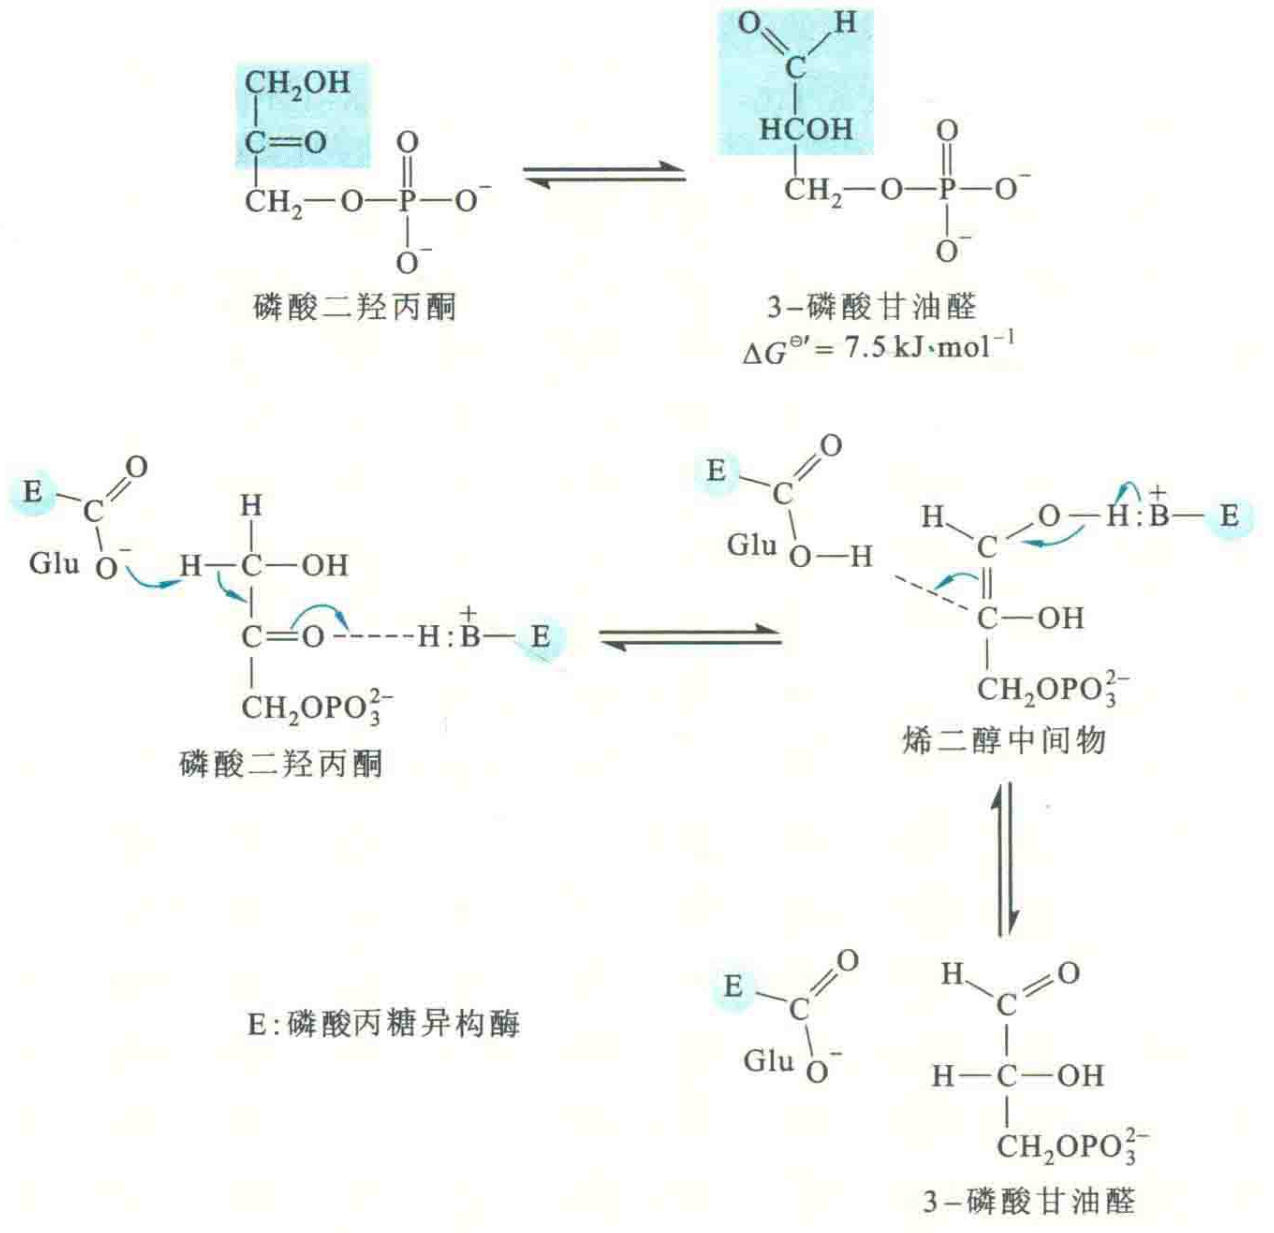 CH₂OH
C=O
CH₂—O—P—O⁻
O
O⁻
磷酸二羟丙酮
O
H
C
HCOH
CH₂—O—P—O⁻
O
O⁻
3–磷酸甘油醛
ΔG⊖′= 7.5 kJ·mol⁻¹
E
C
O
Glu O⁻
H
H—C—OH
C=O----H:B⁺—E
CH₂OPO₃²⁻
磷酸二羟丙酮
E
C
O
Glu O—H
H
C
O—H:B⁺—E
C—OH
CH₂OPO₃²⁻
烯二醇中间物
E:磷酸丙糖异构酶
E
C
O
Glu O⁻
H
C
O
H—C—OH
CH₂OPO₃²⁻
3–磷酸甘油醛